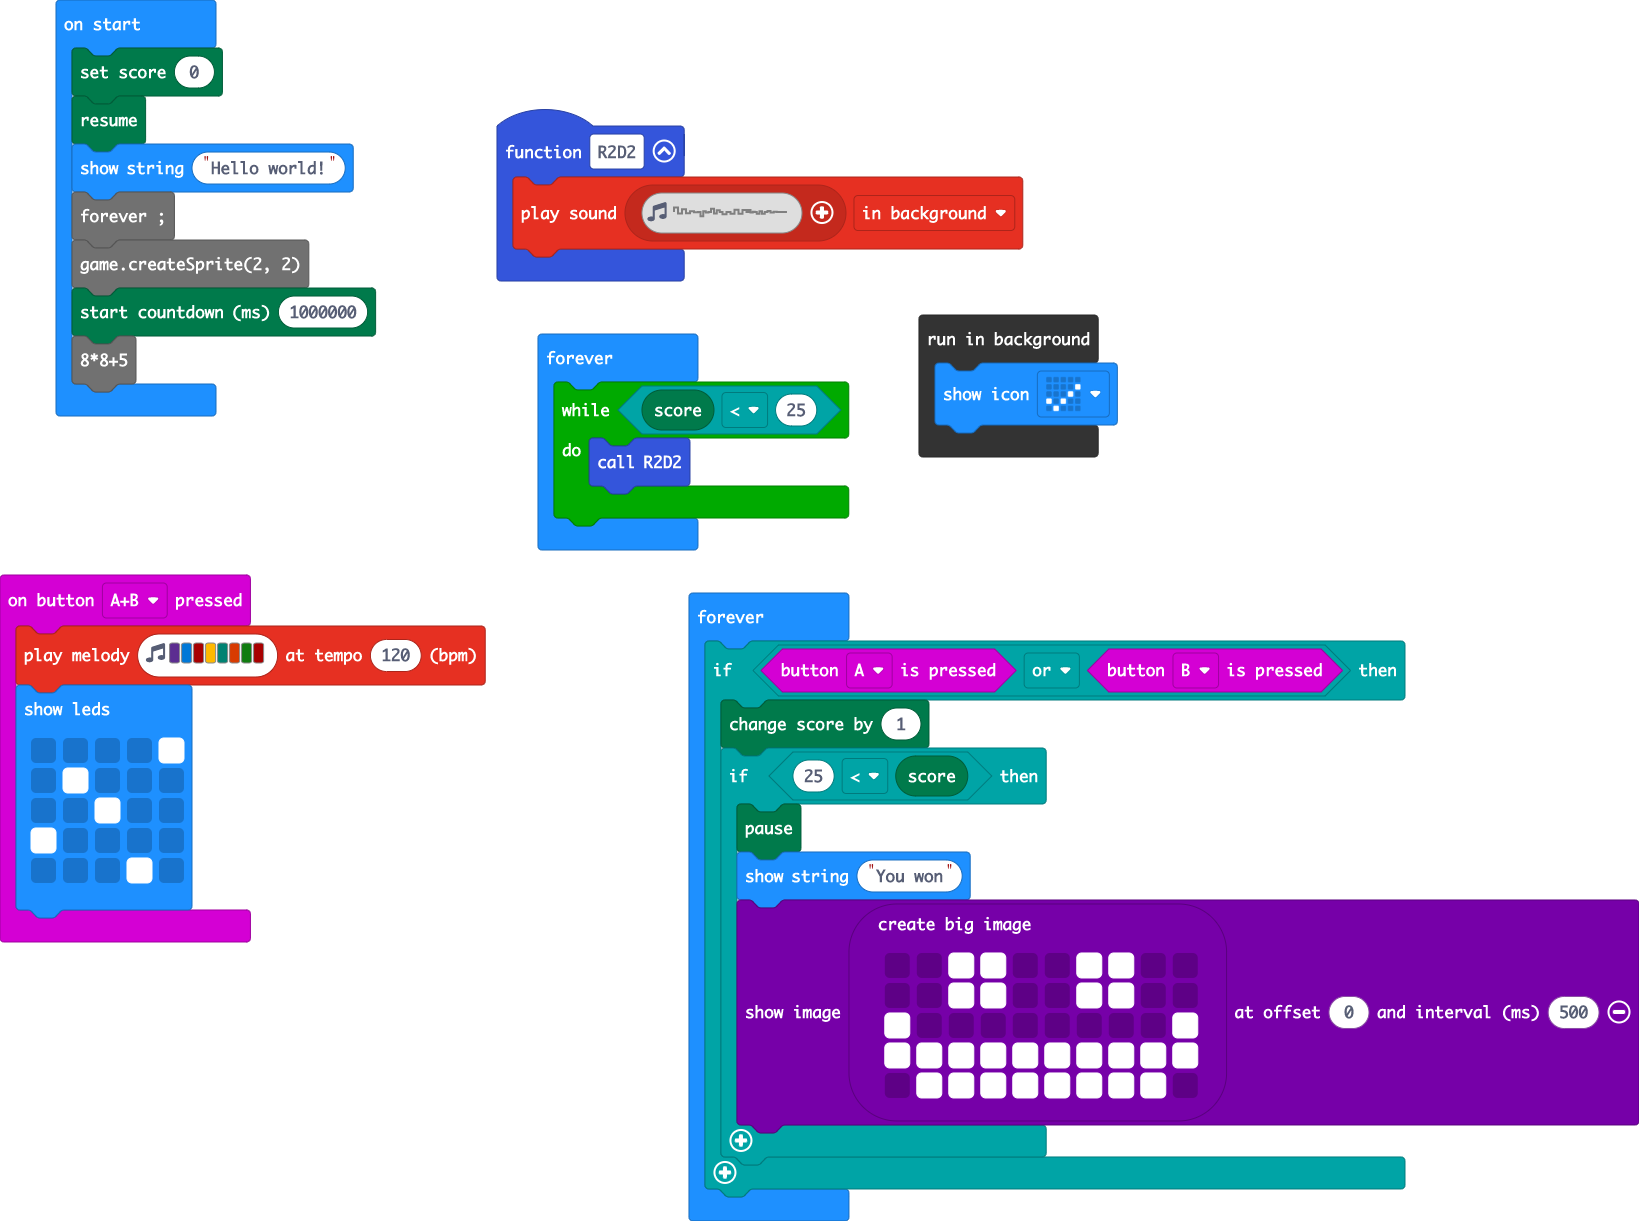 on start
set score 0
resume
show string "Hello world!"
forever ;
game.createSprite(2, 2)
start countdown (ms) 1000000
8*8+5
function R2D2
play sound in background
forever
while score < 25
do call R2D2
run in background
show icon
on button A+B pressed
play melody at tempo 120 (bpm)
show leds
forever
if button A is pressed or button B is pressed then
change score by 1
if 25 < score then
pause
show string "You won"
create big image
show image at offset 0 and interval (ms) 500